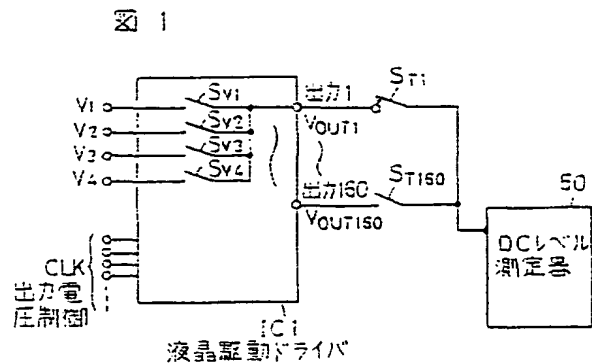 図 1
V1
V2
V3
V4
SV1
SV2
SV3
SV4
出力1
VOUT1
ST1
出力160
VOUT160
ST160
50
DCレベル
測定器
CLK
出力電
圧制御
IC1
液晶駆動ドライバ